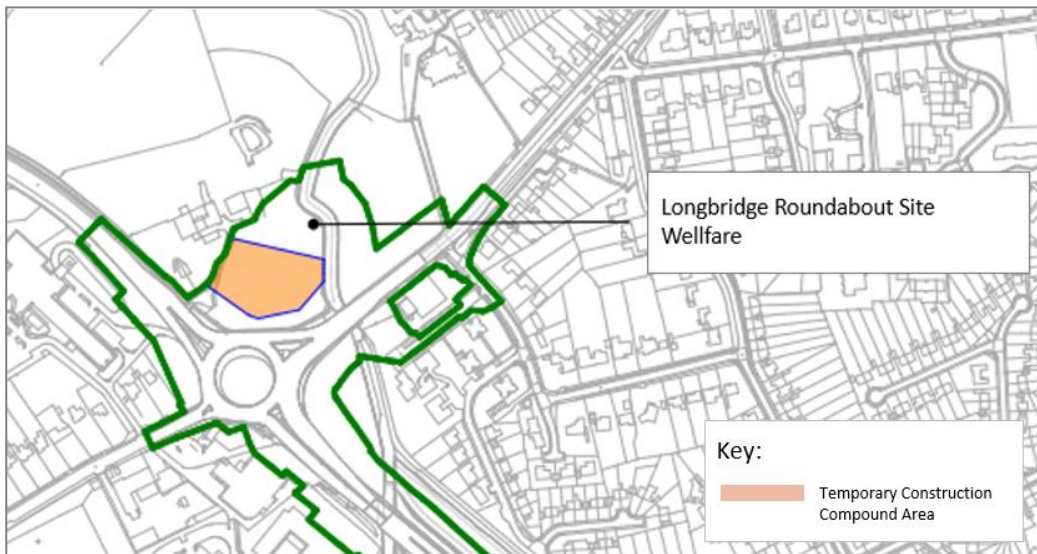 Longbridge Roundabout Site
Wellfare
Key:
Temporary Construction
Compound Area